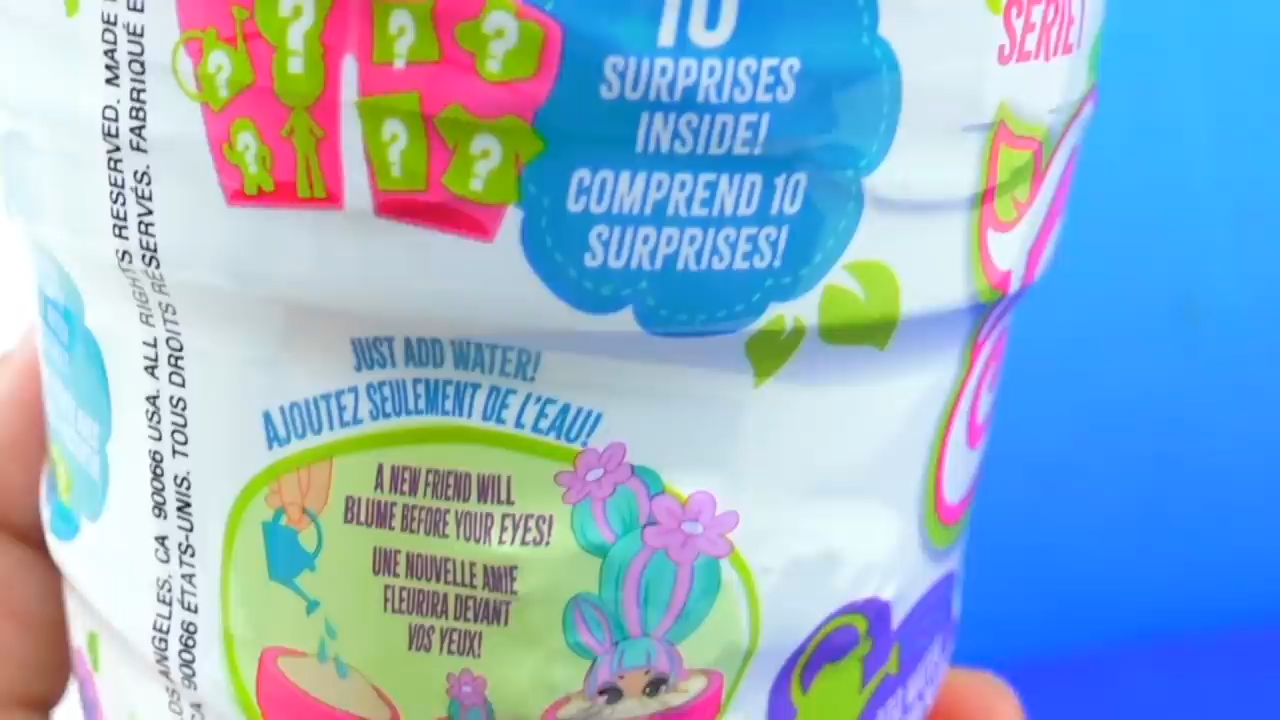 10
SURPRISES
INSIDE!
COMPREND 10
SURPRISES!
SERIE 1
JUST ADD WATER!
AJOUTEZ SEULEMENT DE L'EAU!
A NEW FRIEND WILL
BLUME BEFORE YOUR EYES!
UNE NOUVELLE AMIE
FLEURIRA DEVANT
VOS YEUX!
ANGELES, CA 90066 USA. ALL RIGHTS RESERVED. MADE
CA 90066 ÉTATS-UNIS. TOUS DROITS RÉSERVÉS. FABRIQUÉ
? ? ? ?
? ? ?